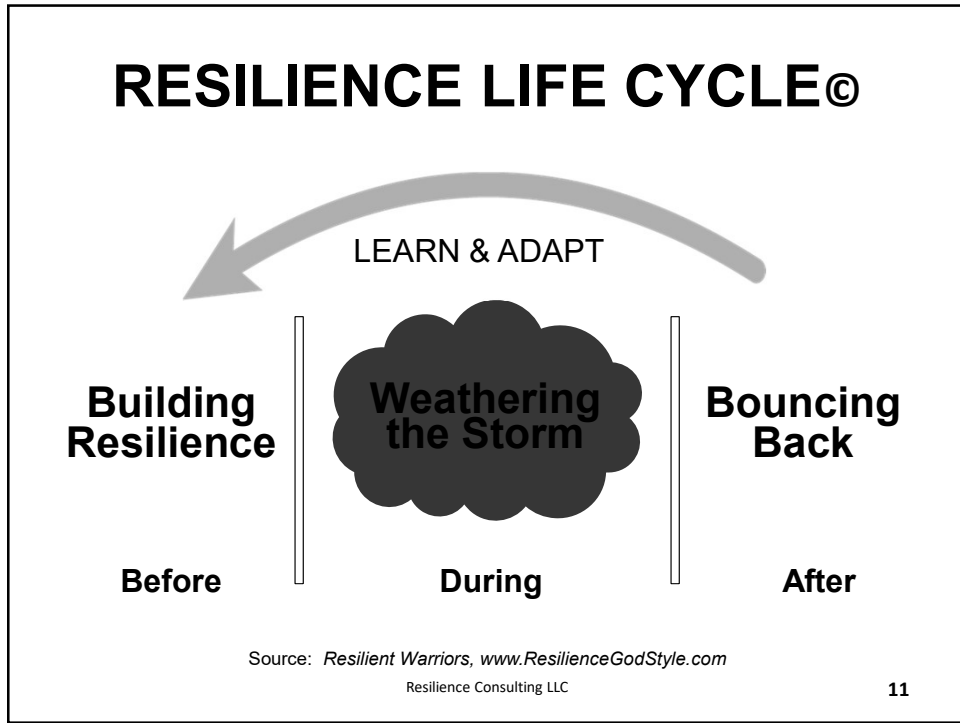 RESILIENCE LIFE CYCLE©
LEARN & ADAPT
Building
Resilience
Weathering
the Storm
Bouncing
Back
Before
During
After
Source:  Resilient Warriors, www.ResilienceGodStyle.com
Resilience Consulting LLC
11